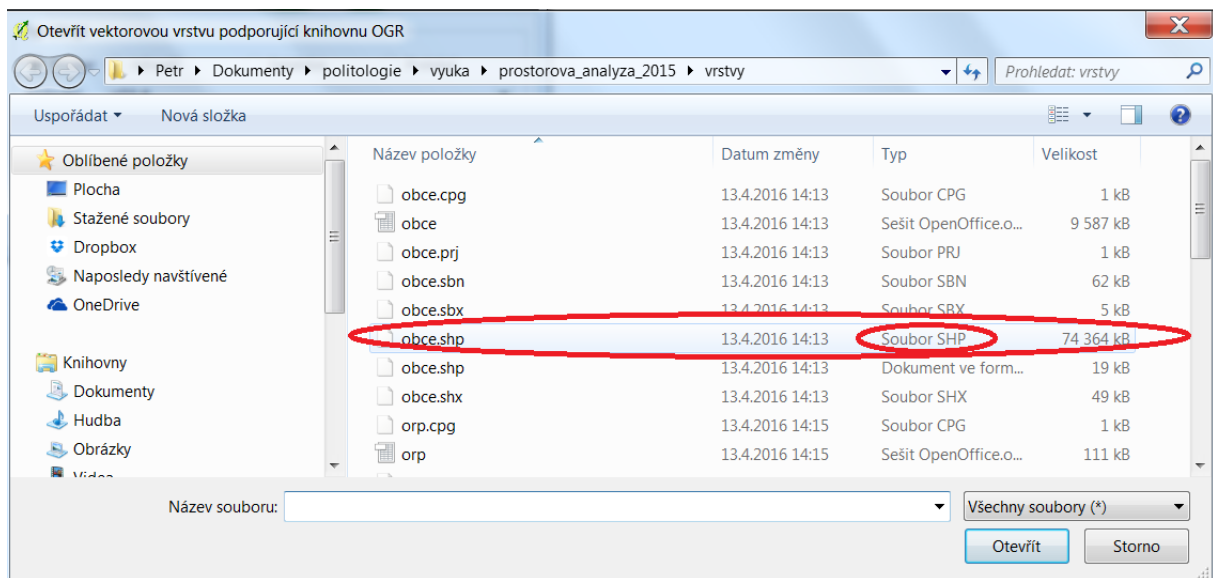 Otevřít vektorovou vrstvu podporující knihovnu OGR
Petr Dokumenty politologie vyuka prostorova_analyza_2015 vrstvy
Prohledat: vrstvy
Uspořádat Nová složka
Oblíbené položky
Plocha
Stažené soubory
Dropbox
Naposledy navštívené
OneDrive
Knihovny
Dokumenty
Hudba
Obrázky
Videa
Název položky Datum změny Typ Velikost
obce.cpg 13.4.2016 14:13 Soubor CPG 1 kB
obce 13.4.2016 14:13 Sešit OpenOffice.o... 9 587 kB
obce.prj 13.4.2016 14:13 Soubor PRJ 1 kB
obce.sbn 13.4.2016 14:13 Soubor SBN 62 kB
obce.sbx 13.4.2016 14:13 Soubor SBX 5 kB
obce.shp 13.4.2016 14:13 Soubor SHP 74 364 kB
obce.shp 13.4.2016 14:13 Dokument ve form... 19 kB
obce.shx 13.4.2016 14:13 Soubor SHX 49 kB
orp.cpg 13.4.2016 14:15 Soubor CPG 1 kB
orp 13.4.2016 14:15 Sešit OpenOffice.o... 111 kB
Název souboru:
Všechny soubory (*)
Otevřít Storno